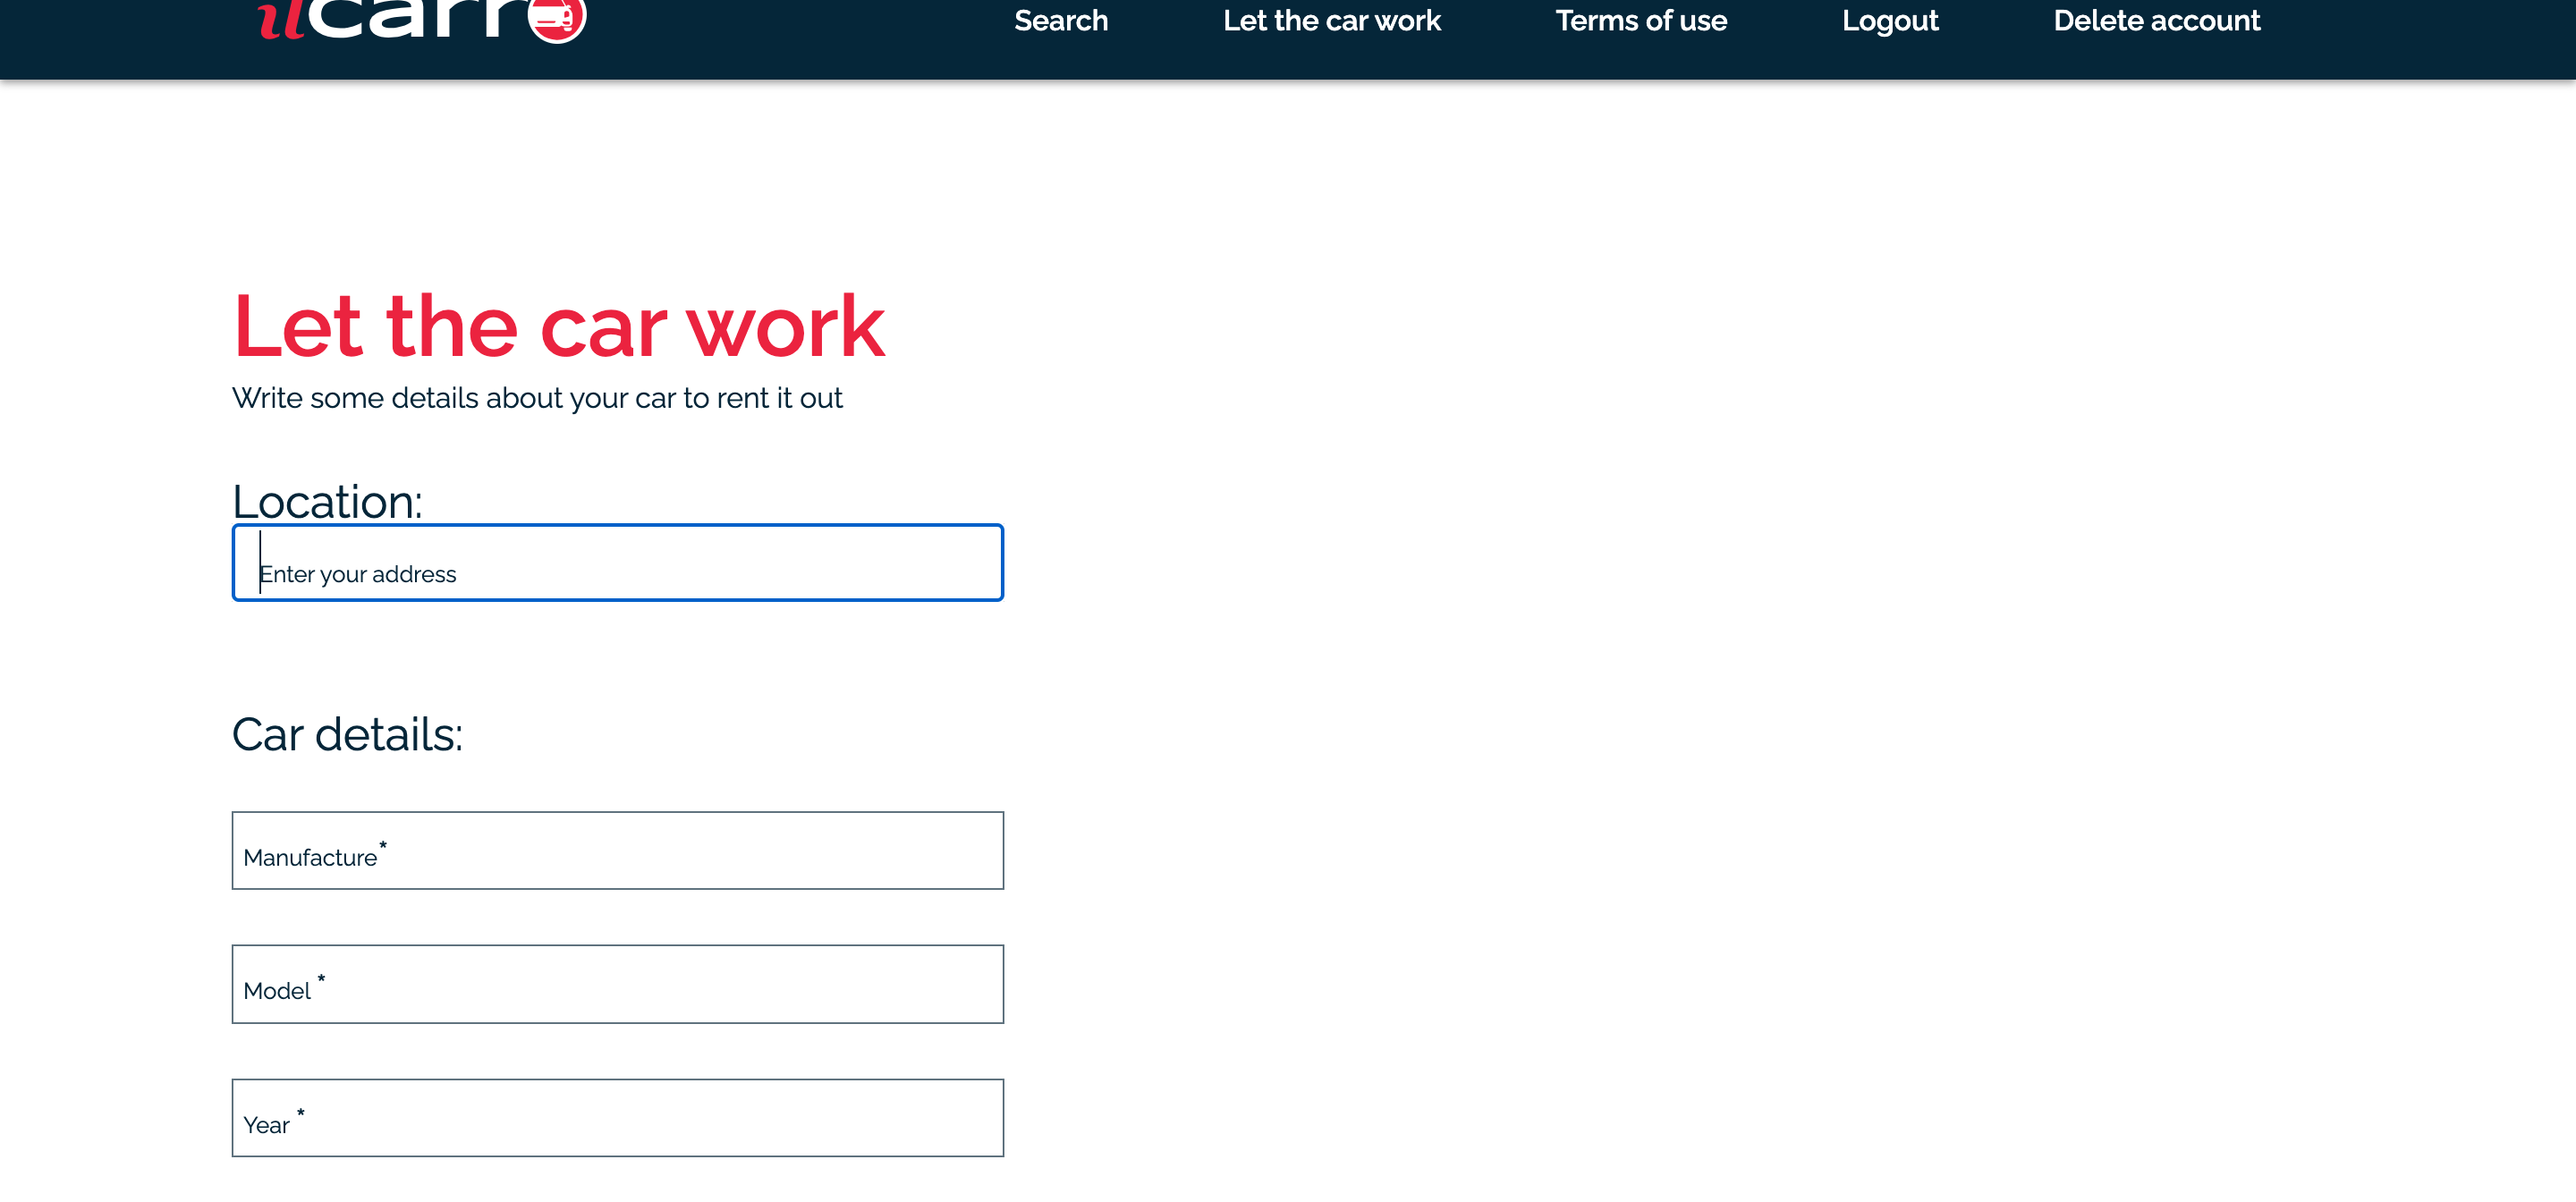 ilcarro
Search Let the car work Terms of use Logout Delete account
Let the car work
Write some details about your car to rent it out
Location:
Enter your address
Car details:
Manufacture*
Model *
Year *